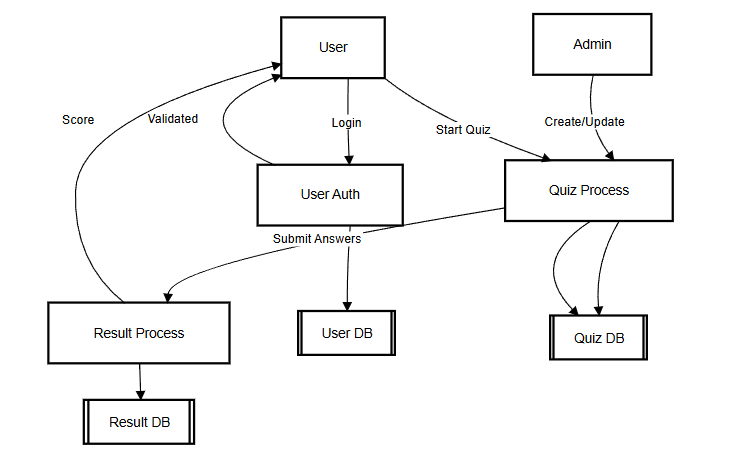 User
Admin
Score
Validated
Login
Start Quiz
Create/Update
User Auth
Quiz Process
Submit Answers
Result Process
User DB
Quiz DB
Result DB